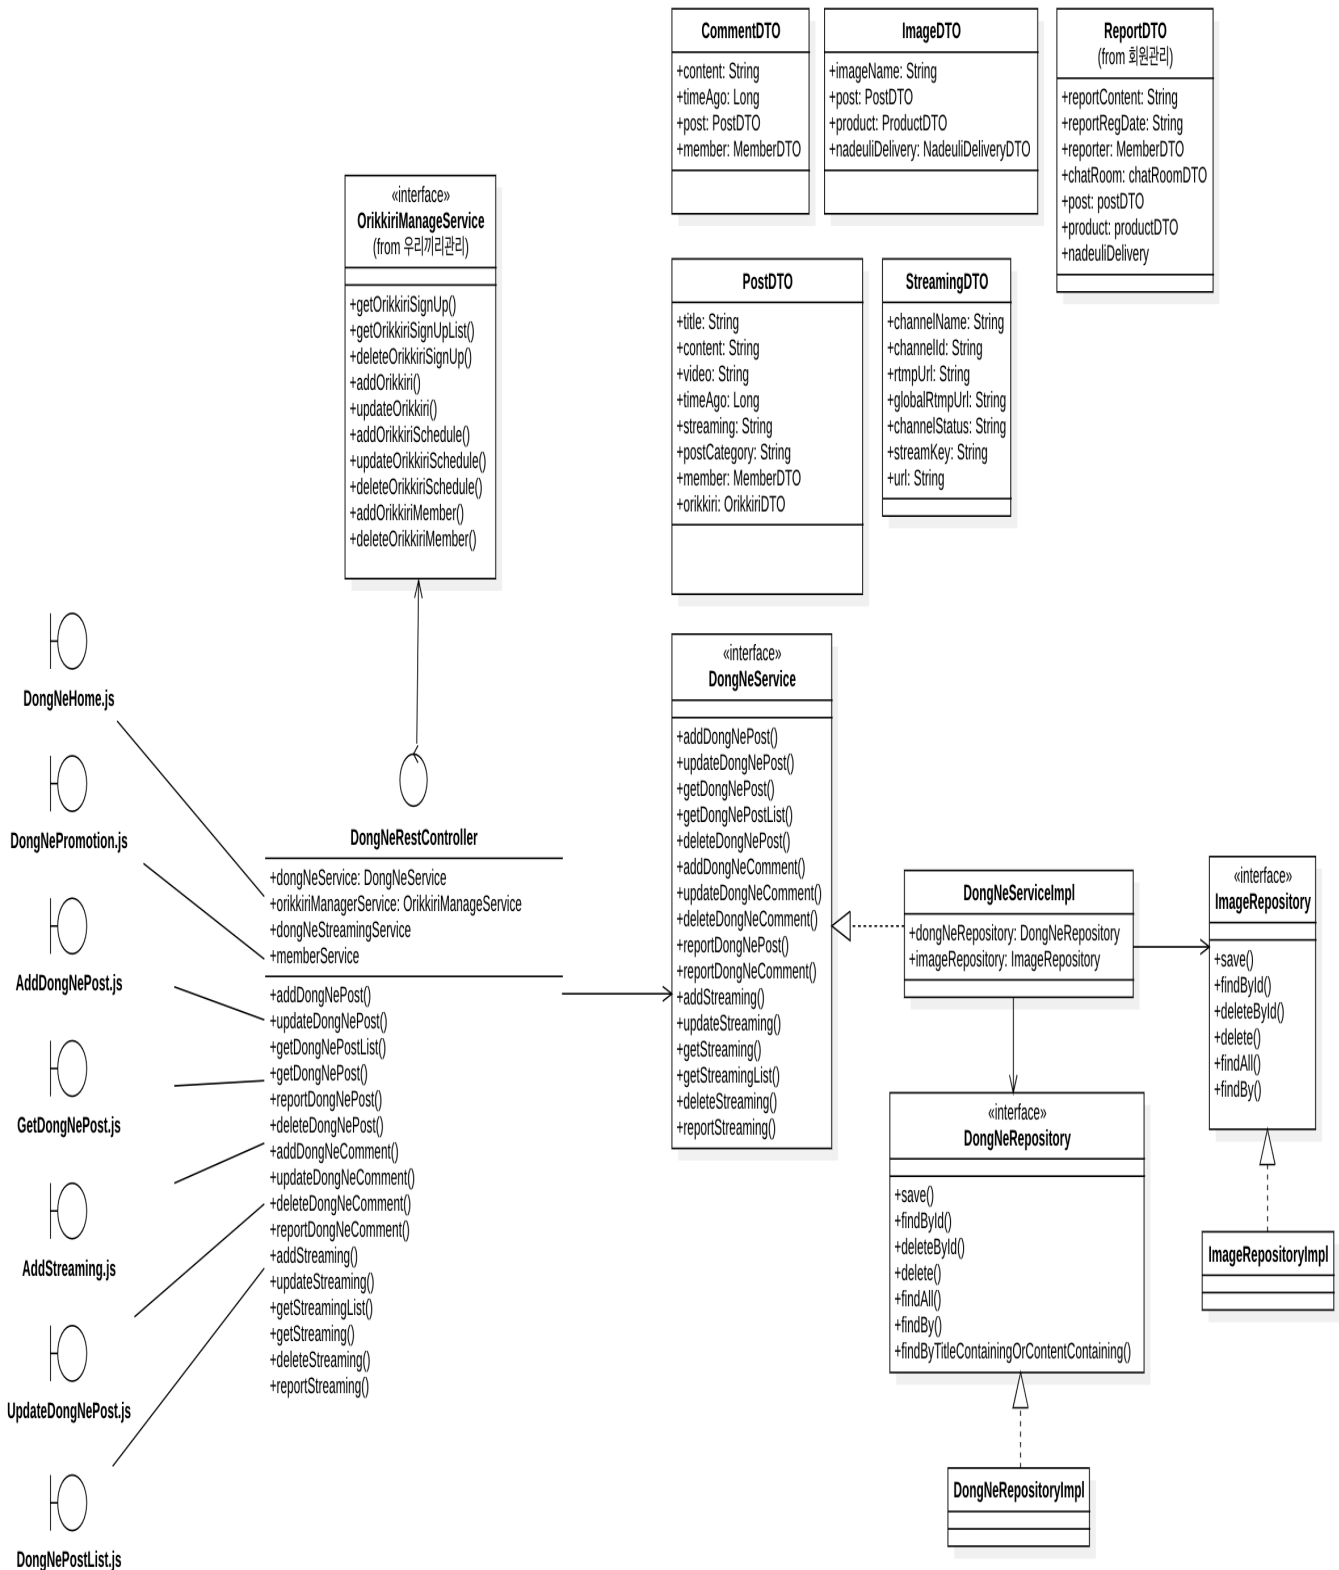 CommentDTO
+content: String
+timeAgo: Long
+post: PostDTO
+member: MemberDTO
ImageDTO
+imageName: String
+post: PostDTO
+product: ProductDTO
+nadeuliDelivery: NadeuliDeliveryDTO
ReportDTO
(from 회원관리)
+reportContent: String
+reportRegDate: String
+reporter: MemberDTO
+chatRoom: chatRoomDTO
+post: postDTO
+product: productDTO
+nadeuliDelivery
«interface»
OrikkiriManageService
(from 우리끼리관리)
+getOrikkiriSignUp()
+getOrikkiriSignUpList()
+deleteOrikkiriSignUp()
+addOrikkiri()
+updateOrikkiri()
+addOrikkiriSchedule()
+updateOrikkiriSchedule()
+deleteOrikkiriSchedule()
+addOrikkiriMember()
+deleteOrikkiriMember()
PostDTO
+title: String
+content: String
+video: String
+timeAgo: Long
+streaming: String
+postCategory: String
+member: MemberDTO
+orikkiri: OrikkiriDTO
StreamingDTO
+channelName: String
+channelId: String
+rtmpUrl: String
+globalRtmpUrl: String
+channelStatus: String
+streamKey: String
+url: String
DongNeHome.js
DongNePromotion.js
AddDongNePost.js
GetDongNePost.js
AddStreaming.js
UpdateDongNePost.js
DongNePostList.js
DongNeRestController
+dongNeService: DongNeService
+orikkiriManagerService: OrikkiriManageService
+dongNeStreamingService
+memberService
+addDongNePost()
+updateDongNePost()
+getDongNePostList()
+getDongNePost()
+reportDongNePost()
+deleteDongNePost()
+addDongNeComment()
+updateDongNeComment()
+deleteDongNeComment()
+reportDongNeComment()
+addStreaming()
+updateStreaming()
+getStreamingList()
+getStreaming()
+deleteStreaming()
+reportStreaming()
«interface»
DongNeService
+addDongNePost()
+updateDongNePost()
+getDongNePost()
+getDongNePostList()
+deleteDongNePost()
+addDongNeComment()
+updateDongNeComment()
+deleteDongNeComment()
+reportDongNePost()
+reportDongNeComment()
+addStreaming()
+updateStreaming()
+getStreaming()
+getStreamingList()
+deleteStreaming()
+reportStreaming()
DongNeServiceImpl
+dongNeRepository: DongNeRepository
+imageRepository: ImageRepository
«interface»
ImageRepository
+save()
+findById()
+deleteById()
+delete()
+findAll()
+findBy()
«interface»
DongNeRepository
+save()
+findById()
+deleteById()
+delete()
+findAll()
+findBy()
+findByTitleContainingOrContentContaining()
ImageRepositoryImpl
DongNeRepositoryImpl